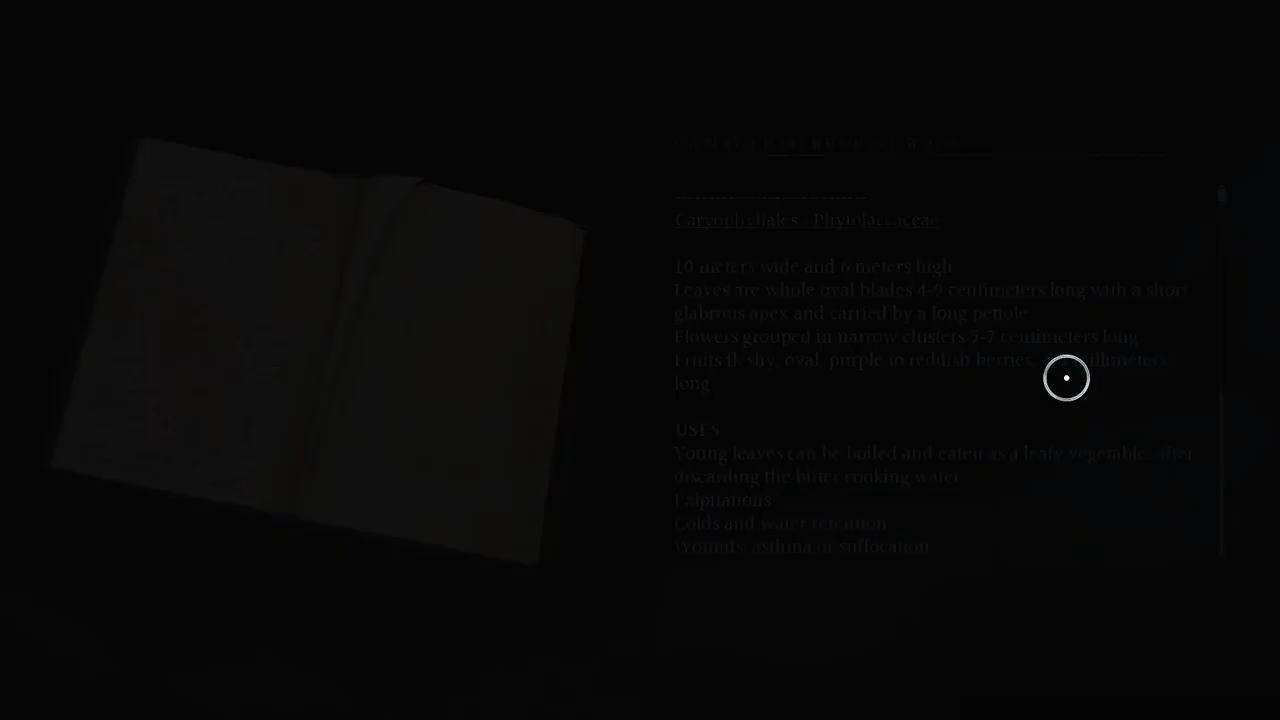 Caryophyllales - Phytolaccaceae
10 meters wide and 6 meters high
Leaves are whole oval blades 4-9 centimeters long with a short
glabrous apex and carried by a long petiole
Flowers grouped in narrow clusters 5-7 centimeters long
Fruits fleshy, oval, purple to reddish berries, millimeters
long
USES
Young leaves can be boiled and eaten as a leafy vegetable, after
discarding the bitter cooking water
Palpitations
Colds and water retention
Wounds, asthma or suffocation